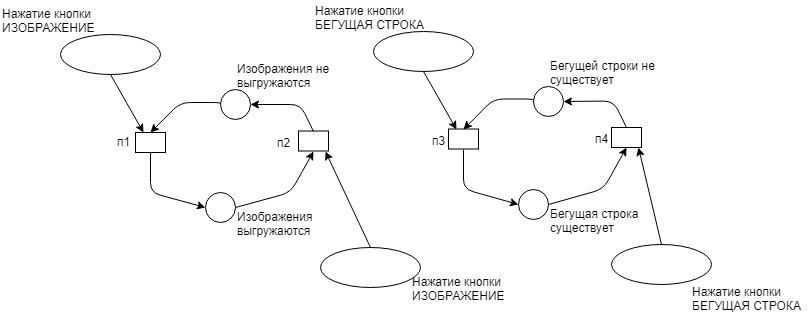 Нажатие кнопки
ИЗОБРАЖЕНИЕ
Изображения не
выгружаются
п1
п2
Изображения
выгружаются
Нажатие кнопки
ИЗОБРАЖЕНИЕ
Нажатие кнопки
БЕГУЩАЯ СТРОКА
Бегущей строки не
существует
п3
п4
Бегущая строка
существует
Нажатие кнопки
БЕГУЩАЯ СТРОКА